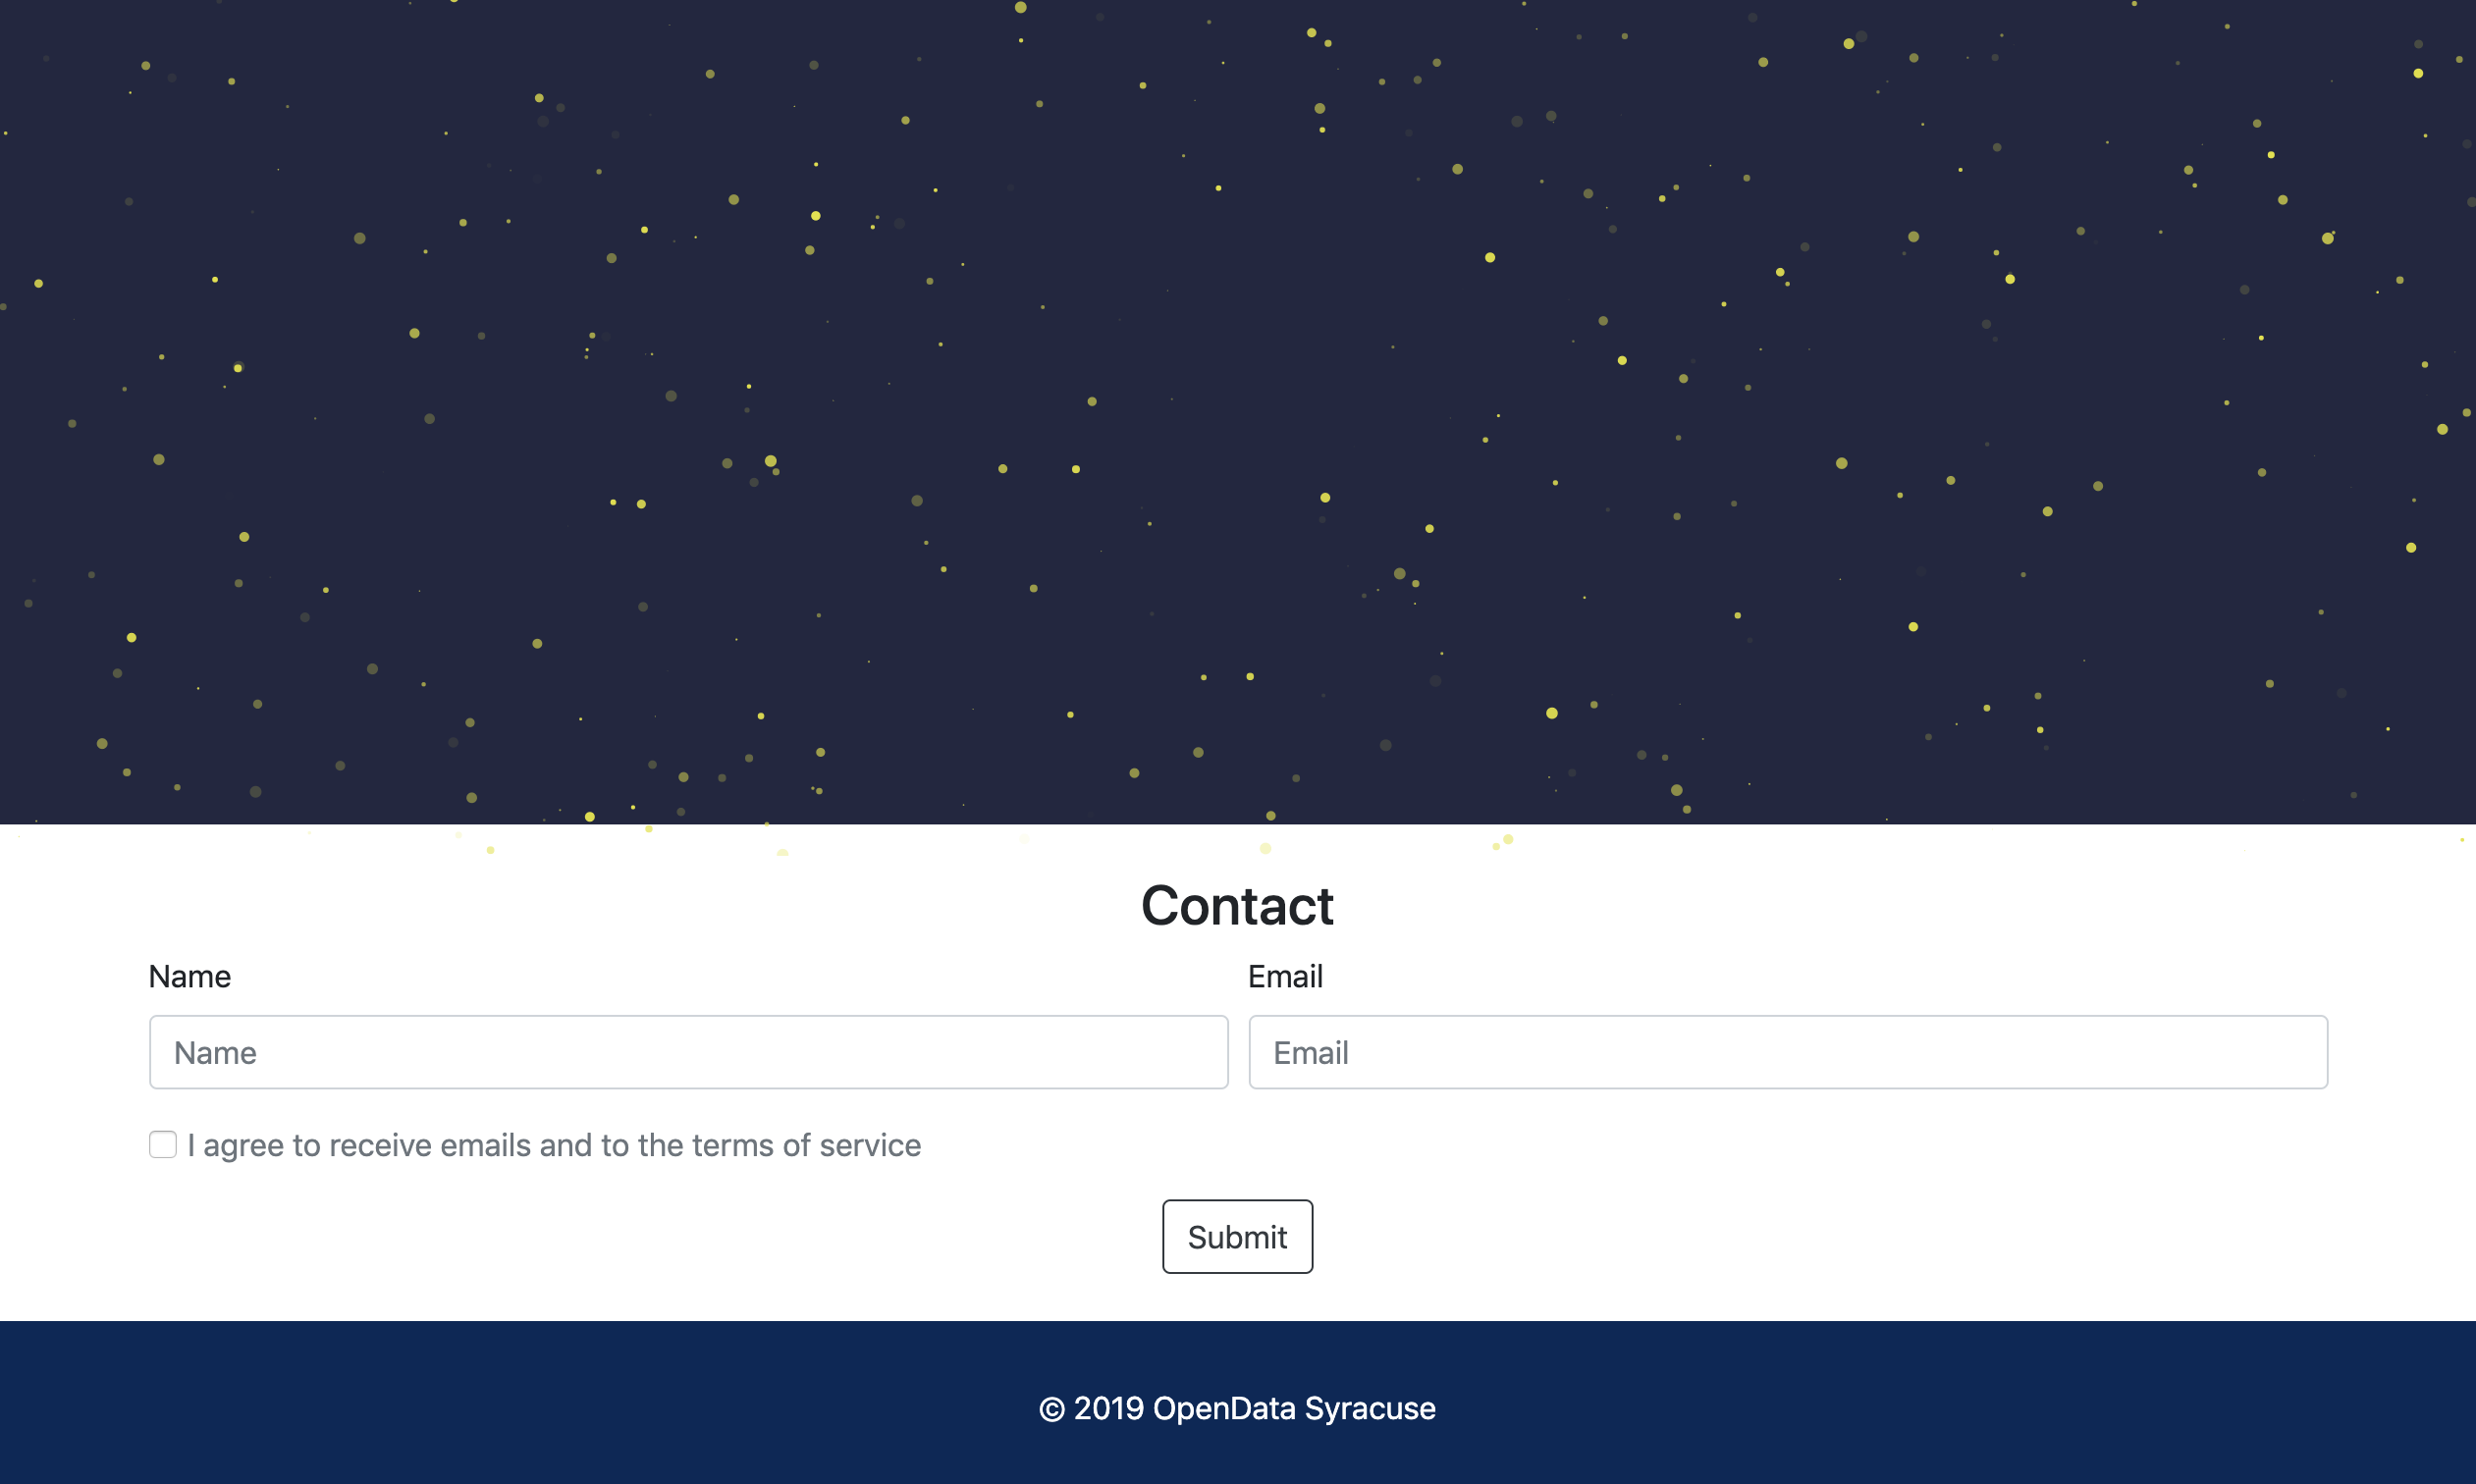 Contact
Name
Email
Name
Email
I agree to receive emails and to the terms of service
Submit
© 2019 OpenData Syracuse